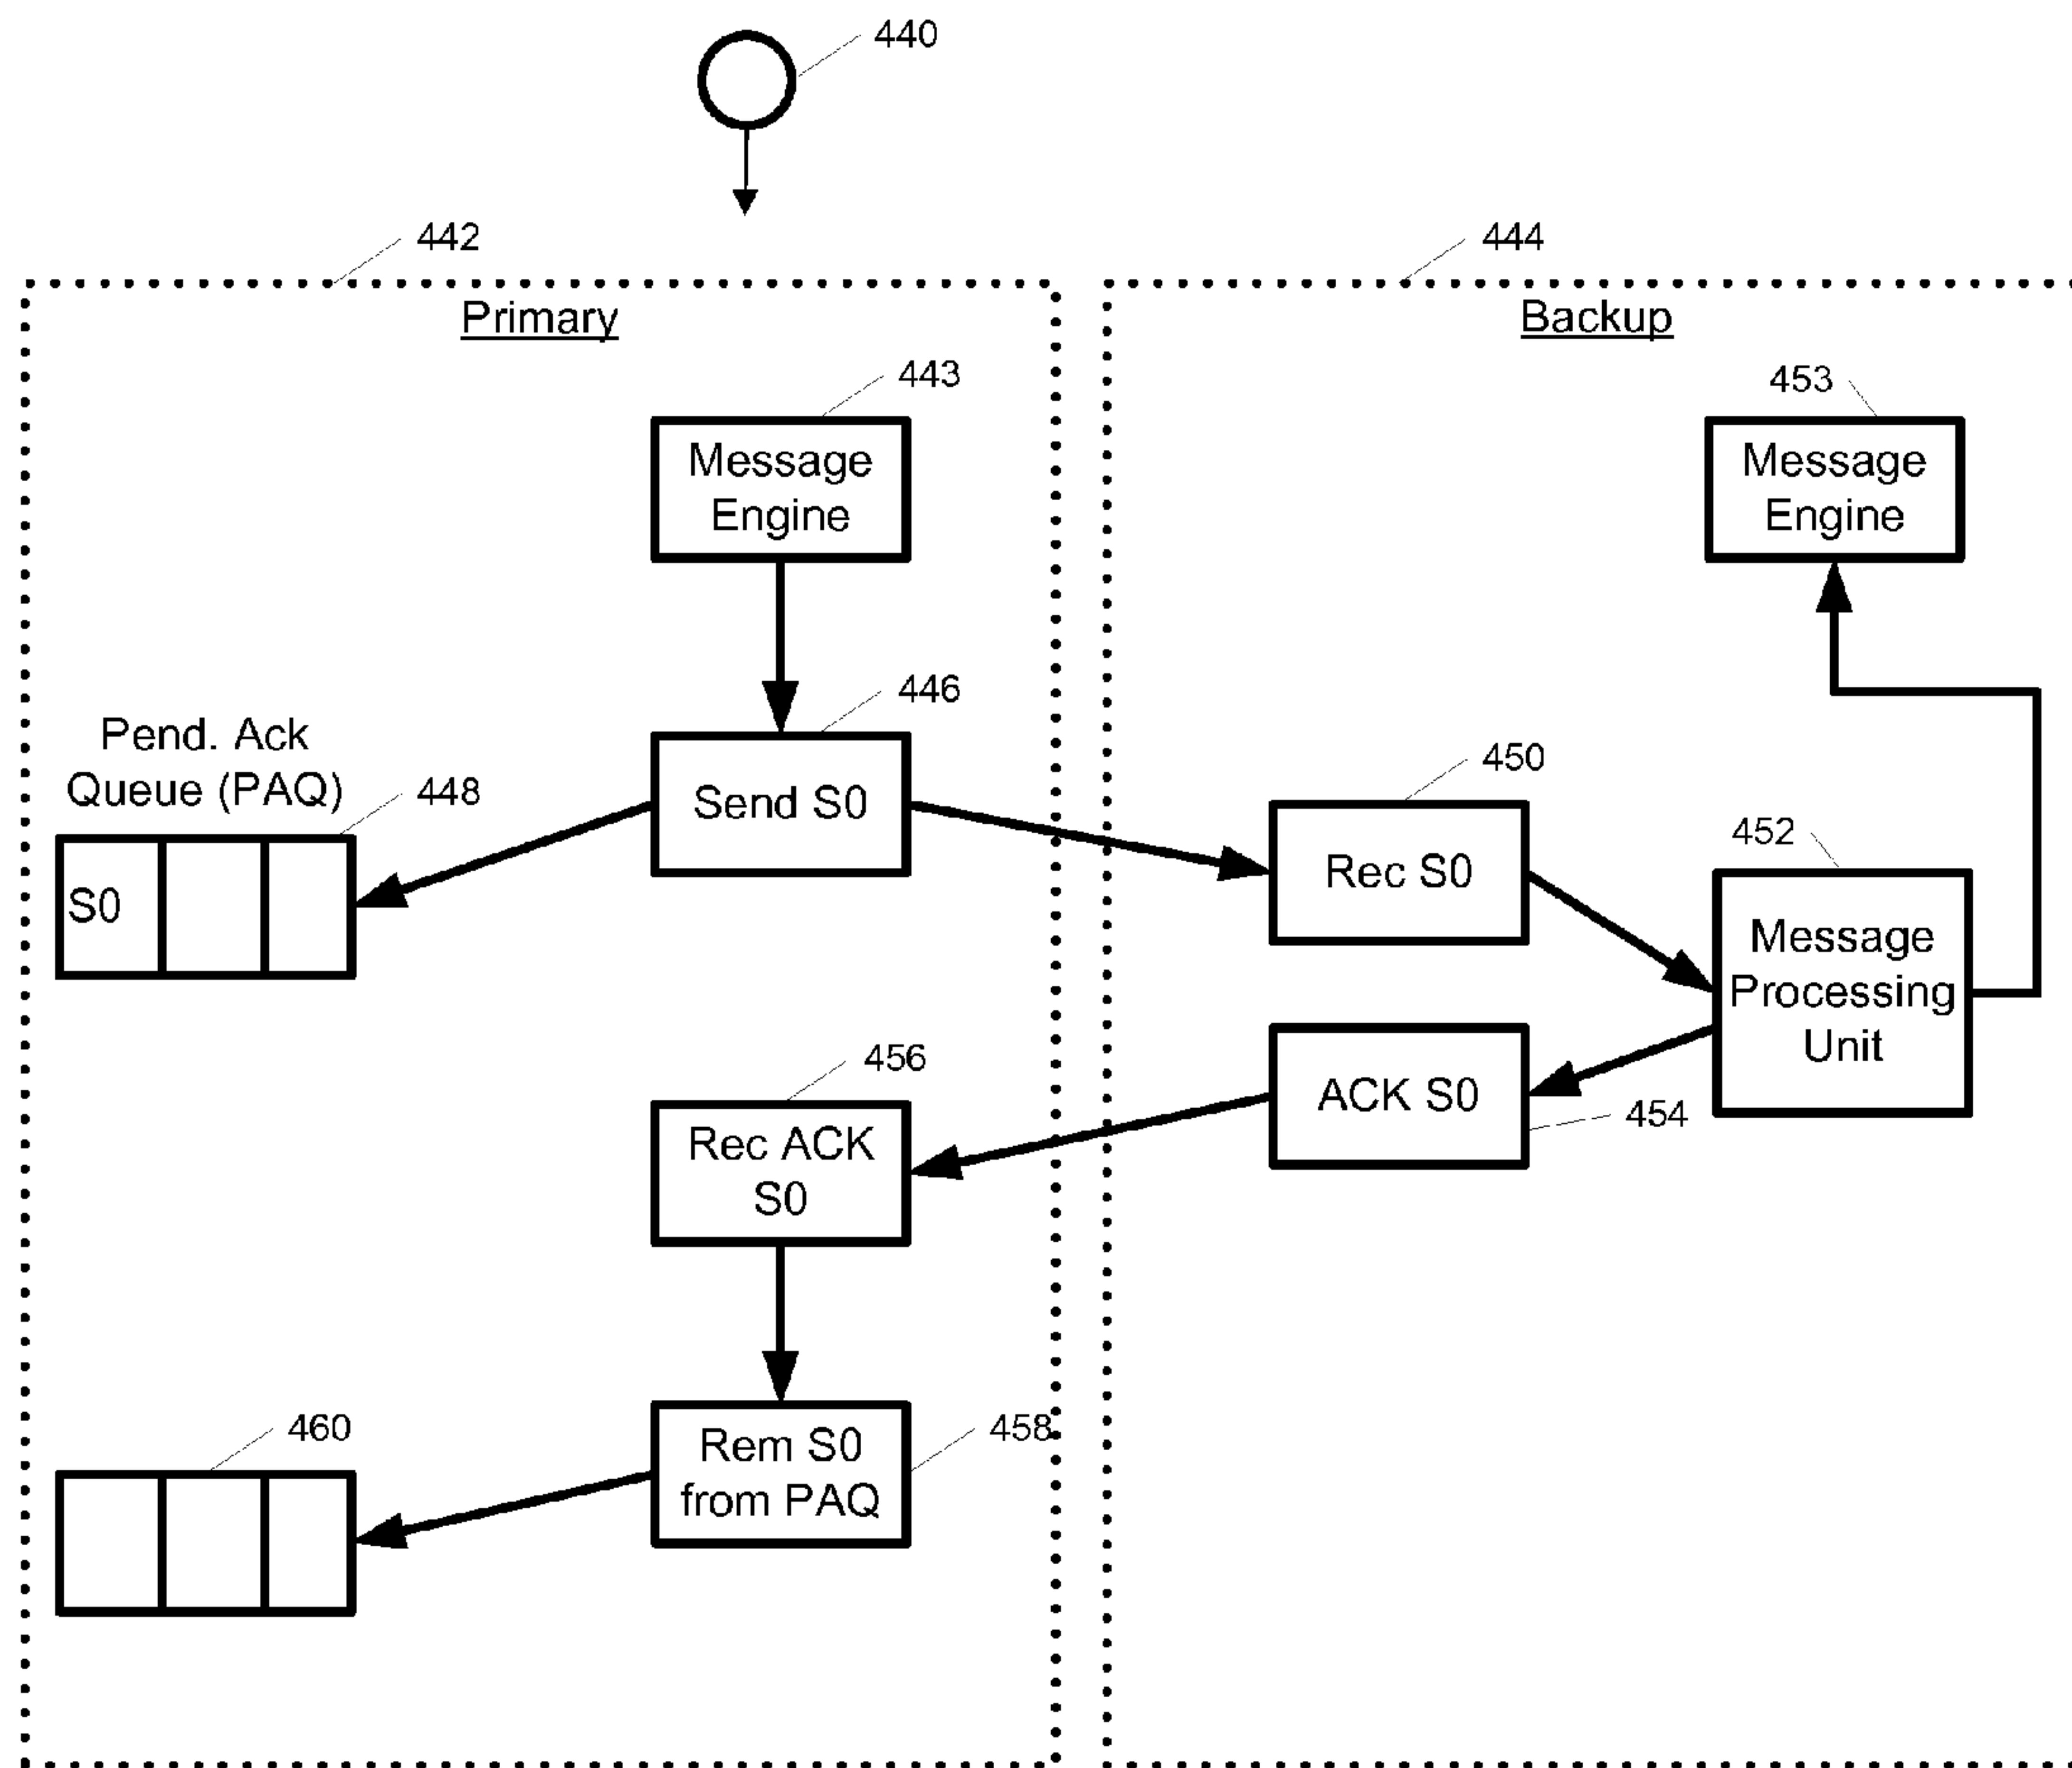 440
442
444
Primary
Backup
443
453
Message
Engine
Message
Engine
446
Pend. Ack
Queue (PAQ)
448
Send S0
450
452
S0
Rec S0
Message
Processing
Unit
456
ACK S0
454
Rec ACK
S0
460
458
Rem S0
from PAQ